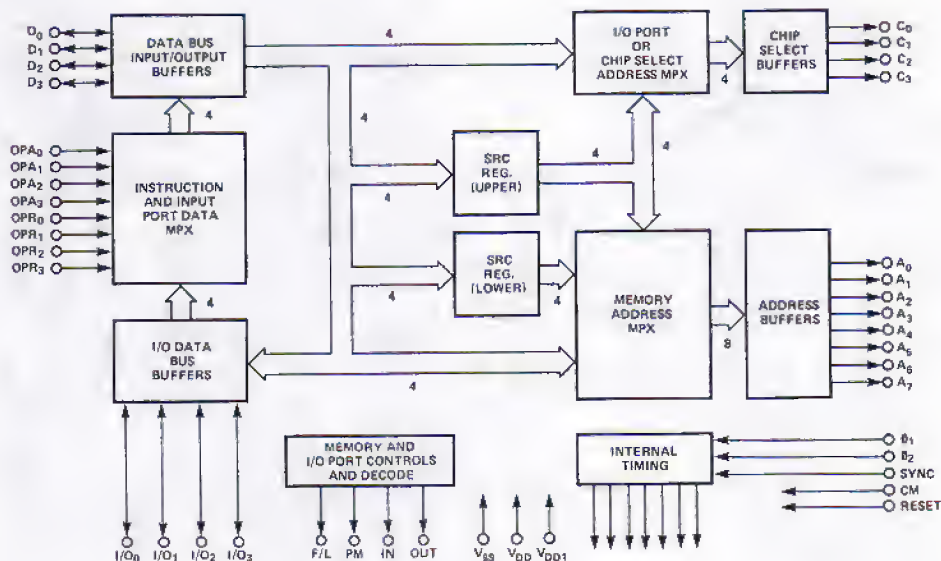 D0
D1
D2
D3
DATA BUS
INPUT/OUTPUT
BUFFERS
4
I/O PORT
OR
CHIP SELECT
ADDRESS MPX
4
CHIP
SELECT
BUFFERS
C0
C1
C2
C3
4
OPA0
OPA1
OPA2
OPA3
OPR0
OPR1
OPR2
OPR3
INSTRUCTION
AND INPUT
PORT DATA
MPX
4
SRC
REG.
(UPPER)
4
4
4
SRC
REG.
(LOWER)
4
4
MEMORY
ADDRESS
MPX
8
ADDRESS
BUFFERS
A0
A1
A2
A3
A4
A5
A6
A7
I/O DATA
BUS
BUFFERS
4
MEMORY AND
I/O PORT CONTROLS
AND DECODE
INTERNAL
TIMING
Ø1
Ø2
SYNC
CM
RESET
I/O0 I/O1 I/O2 I/O3
F/L PM IN OUT
VSS VDD VDD1